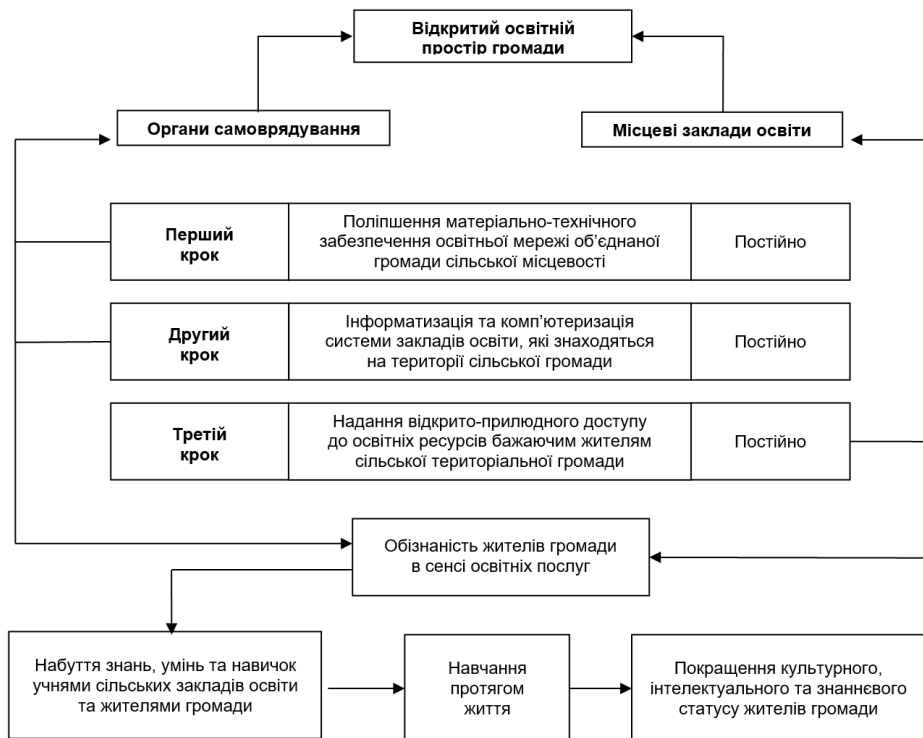 Відкритий освітній
простір громади
Органи самоврядування
Місцеві заклади освіти
Перший
крок
Поліпшення матеріально-технічного
забезпечення освітньої мережі об’єднаної
громади сільської місцевості
Постійно
Другий
крок
Інформатизація та комп’ютеризація
системи закладів освіти, які знаходяться
на території сільської громади
Постійно
Третій
крок
Надання відкрито-прилюдного доступу
до освітніх ресурсів бажаючим жителям
сільської територіальної громади
Постійно
Обізнаність жителів громади
в сенсі освітніх послуг
Набуття знань, умінь та навичок
учнями сільських закладів освіти
та жителями громади
Навчання
протягом
життя
Покращення культурного,
інтелектуального та знаннєвого
статусу жителів громади